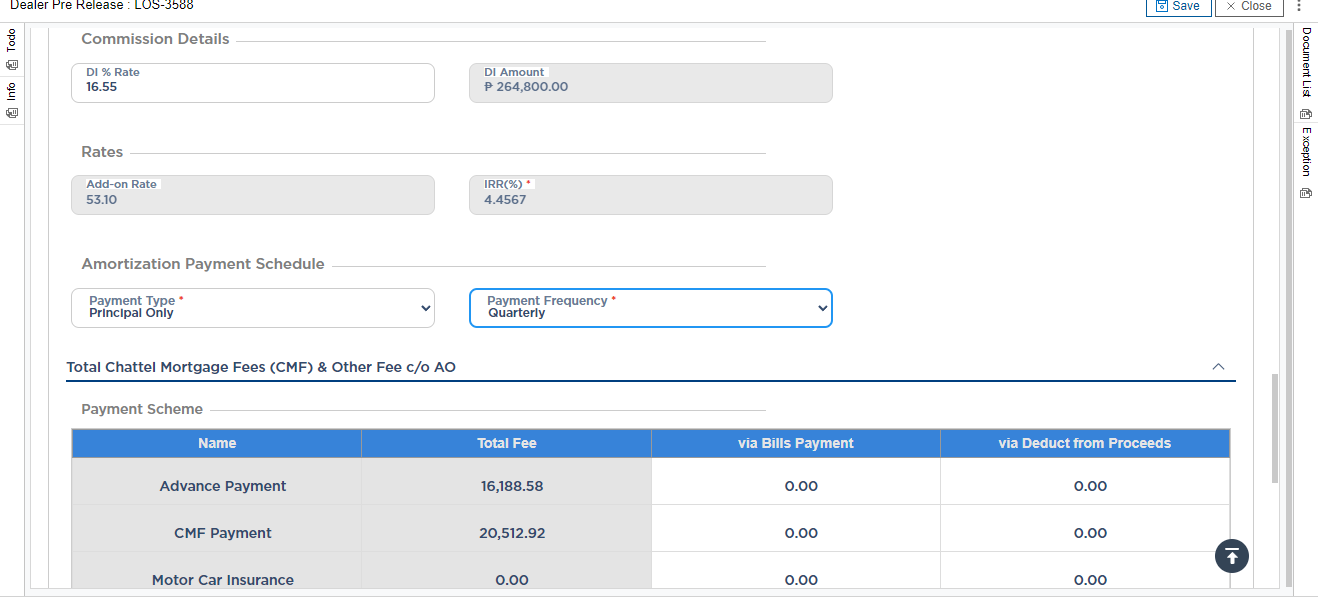 Dealer Pre Release : LOS-3588
Save
Close
Todo
Info
Document List
Exception
Commission Details
DI % Rate
16.55
DI Amount
₱ 264,800.00
Rates
Add-on Rate
53.10
IRR(%) *
4.4567
Amortization Payment Schedule
Payment Type *
Principal Only
Payment Frequency *
Quarterly
Total Chattel Mortgage Fees (CMF) & Other Fee c/o AO
Payment Scheme
Name Total Fee via Bills Payment via Deduct from Proceeds
Advance Payment 16,188.58 0.00 0.00
CMF Payment 20,512.92 0.00 0.00
Motor Car Insurance 0.00 0.00 0.00